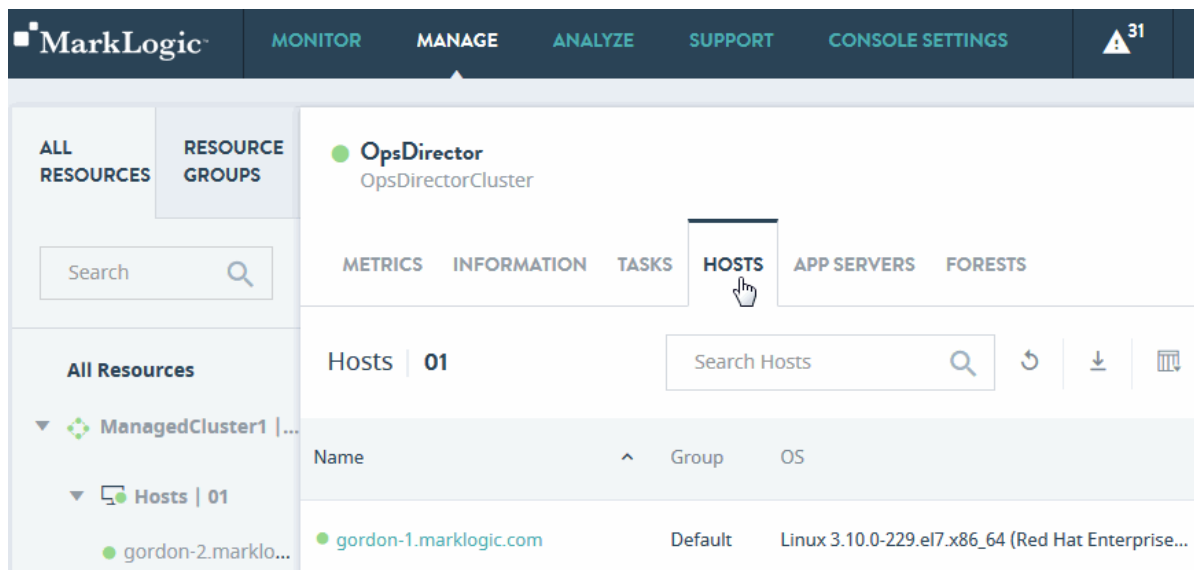 MarkLogic MONITOR MANAGE ANALYZE SUPPORT CONSOLE SETTINGS 31
ALL RESOURCES
RESOURCE GROUPS
Search
All Resources
ManagedCluster1 |...
Hosts | 01
gordon-2.marklo...
OpsDirector
OpsDirectorCluster
METRICS INFORMATION TASKS HOSTS APP SERVERS FORESTS
Hosts | 01 Search Hosts
Name Group OS
gordon-1.marklogic.com Default Linux 3.10.0-229.el7.x86_64 (Red Hat Enterprise...